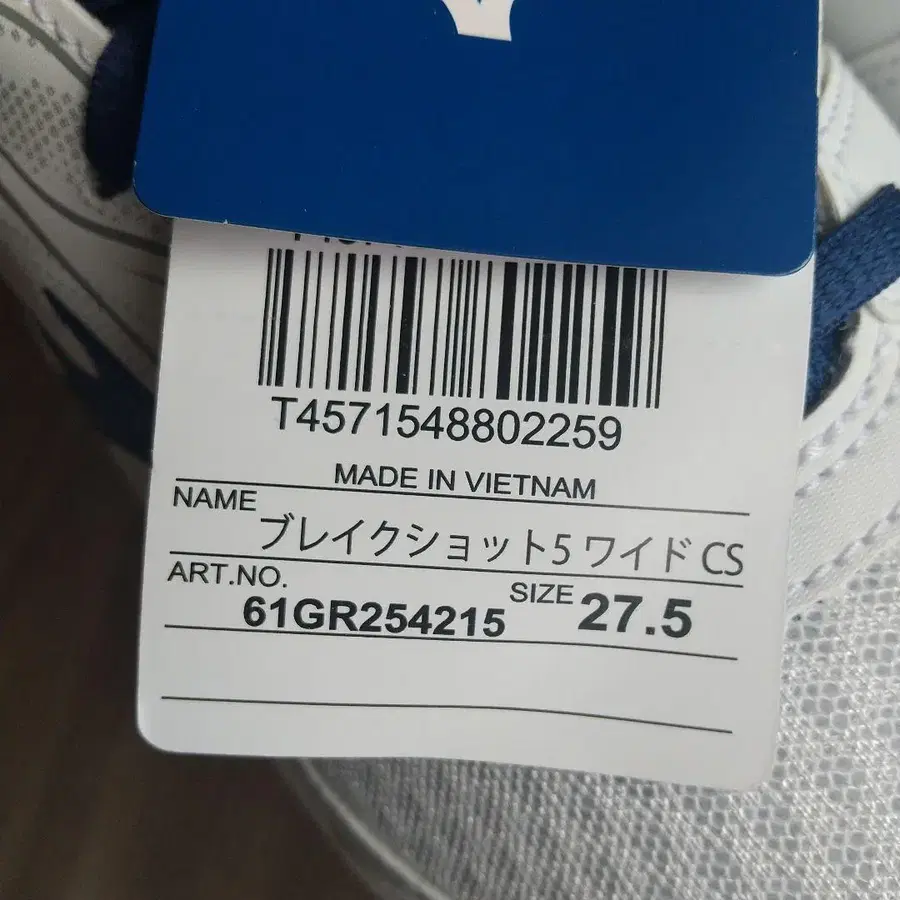 T4571548802259
MADE IN VIETNAM
NAME
ブレイクショット5 ワイド CS
ART.NO.
61GR254215
SIZE
27.5